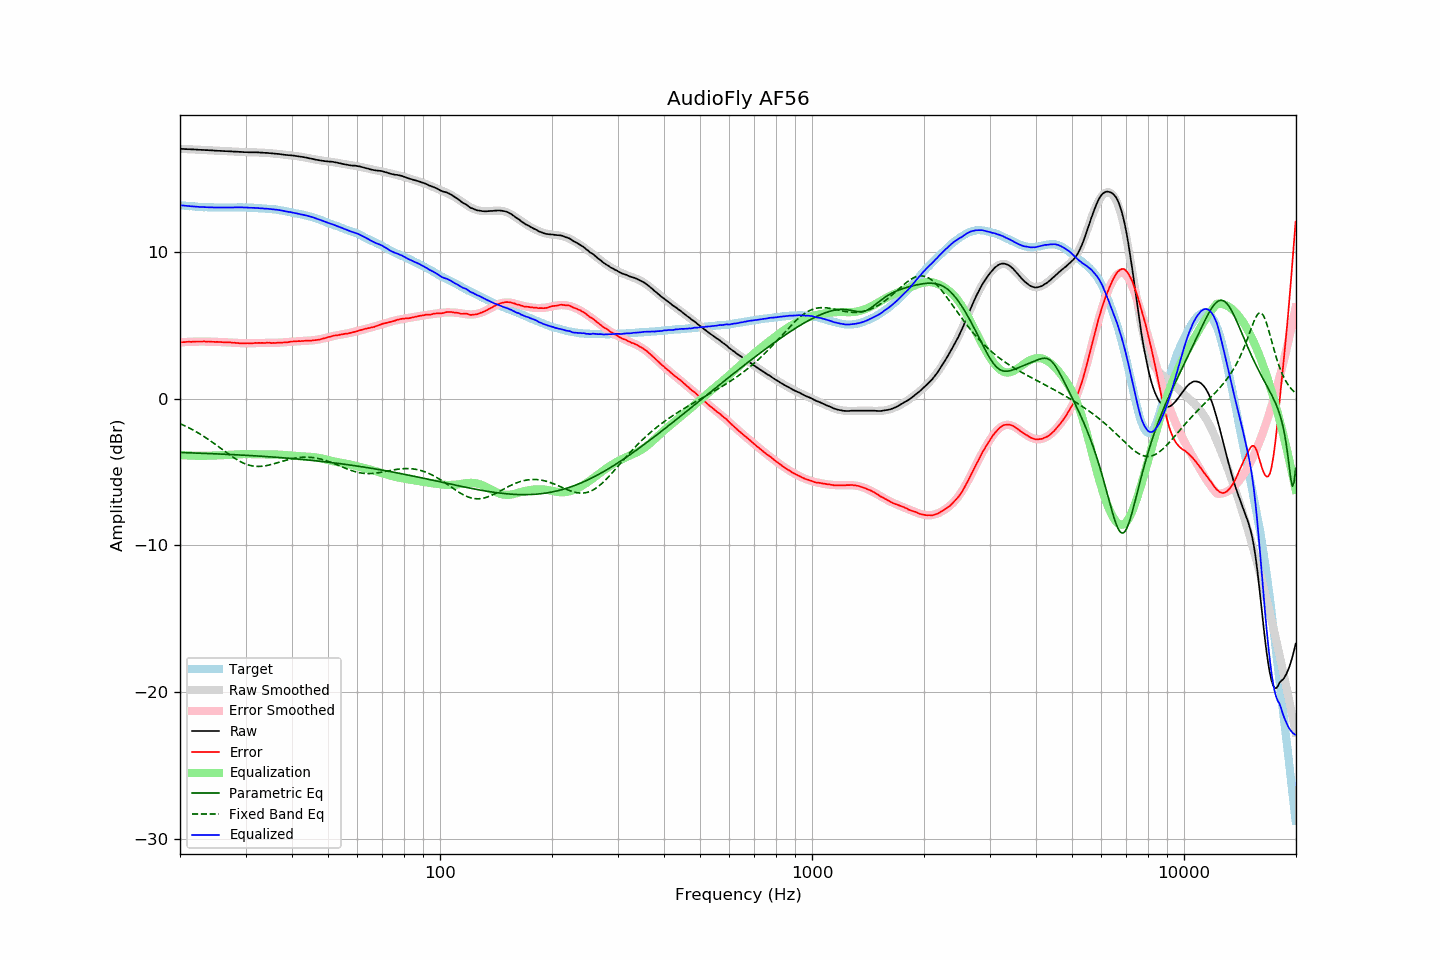 AudioFly AF56
Amplitude (dBr)
10
0
−10
−20
−30
Target
Raw Smoothed
Error Smoothed
Raw
Error
Equalization
Parametric Eq
Fixed Band Eq
Equalized
100
1000
10000
Frequency (Hz)